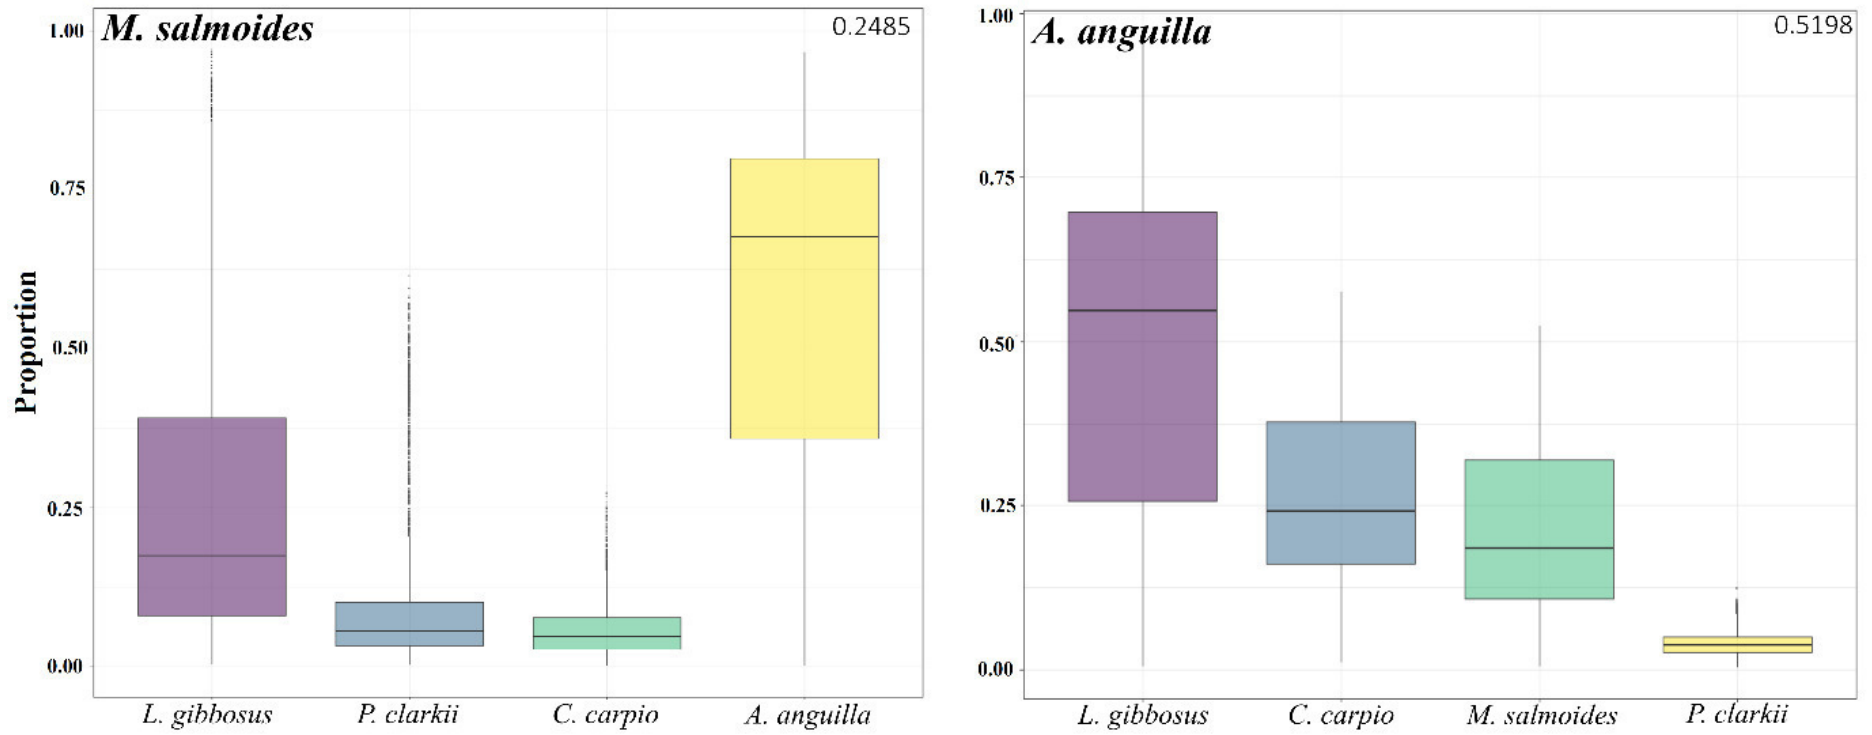 M. salmoides
0.2485
Proportion
1.00
0.75
0.50
0.25
0.00
L. gibbosus
P. clarkii
C. carpio
A. anguilla
A. anguilla
0.5198
1.00
0.75
0.50
0.25
0.00
L. gibbosus
C. carpio
M. salmoides
P. clarkii